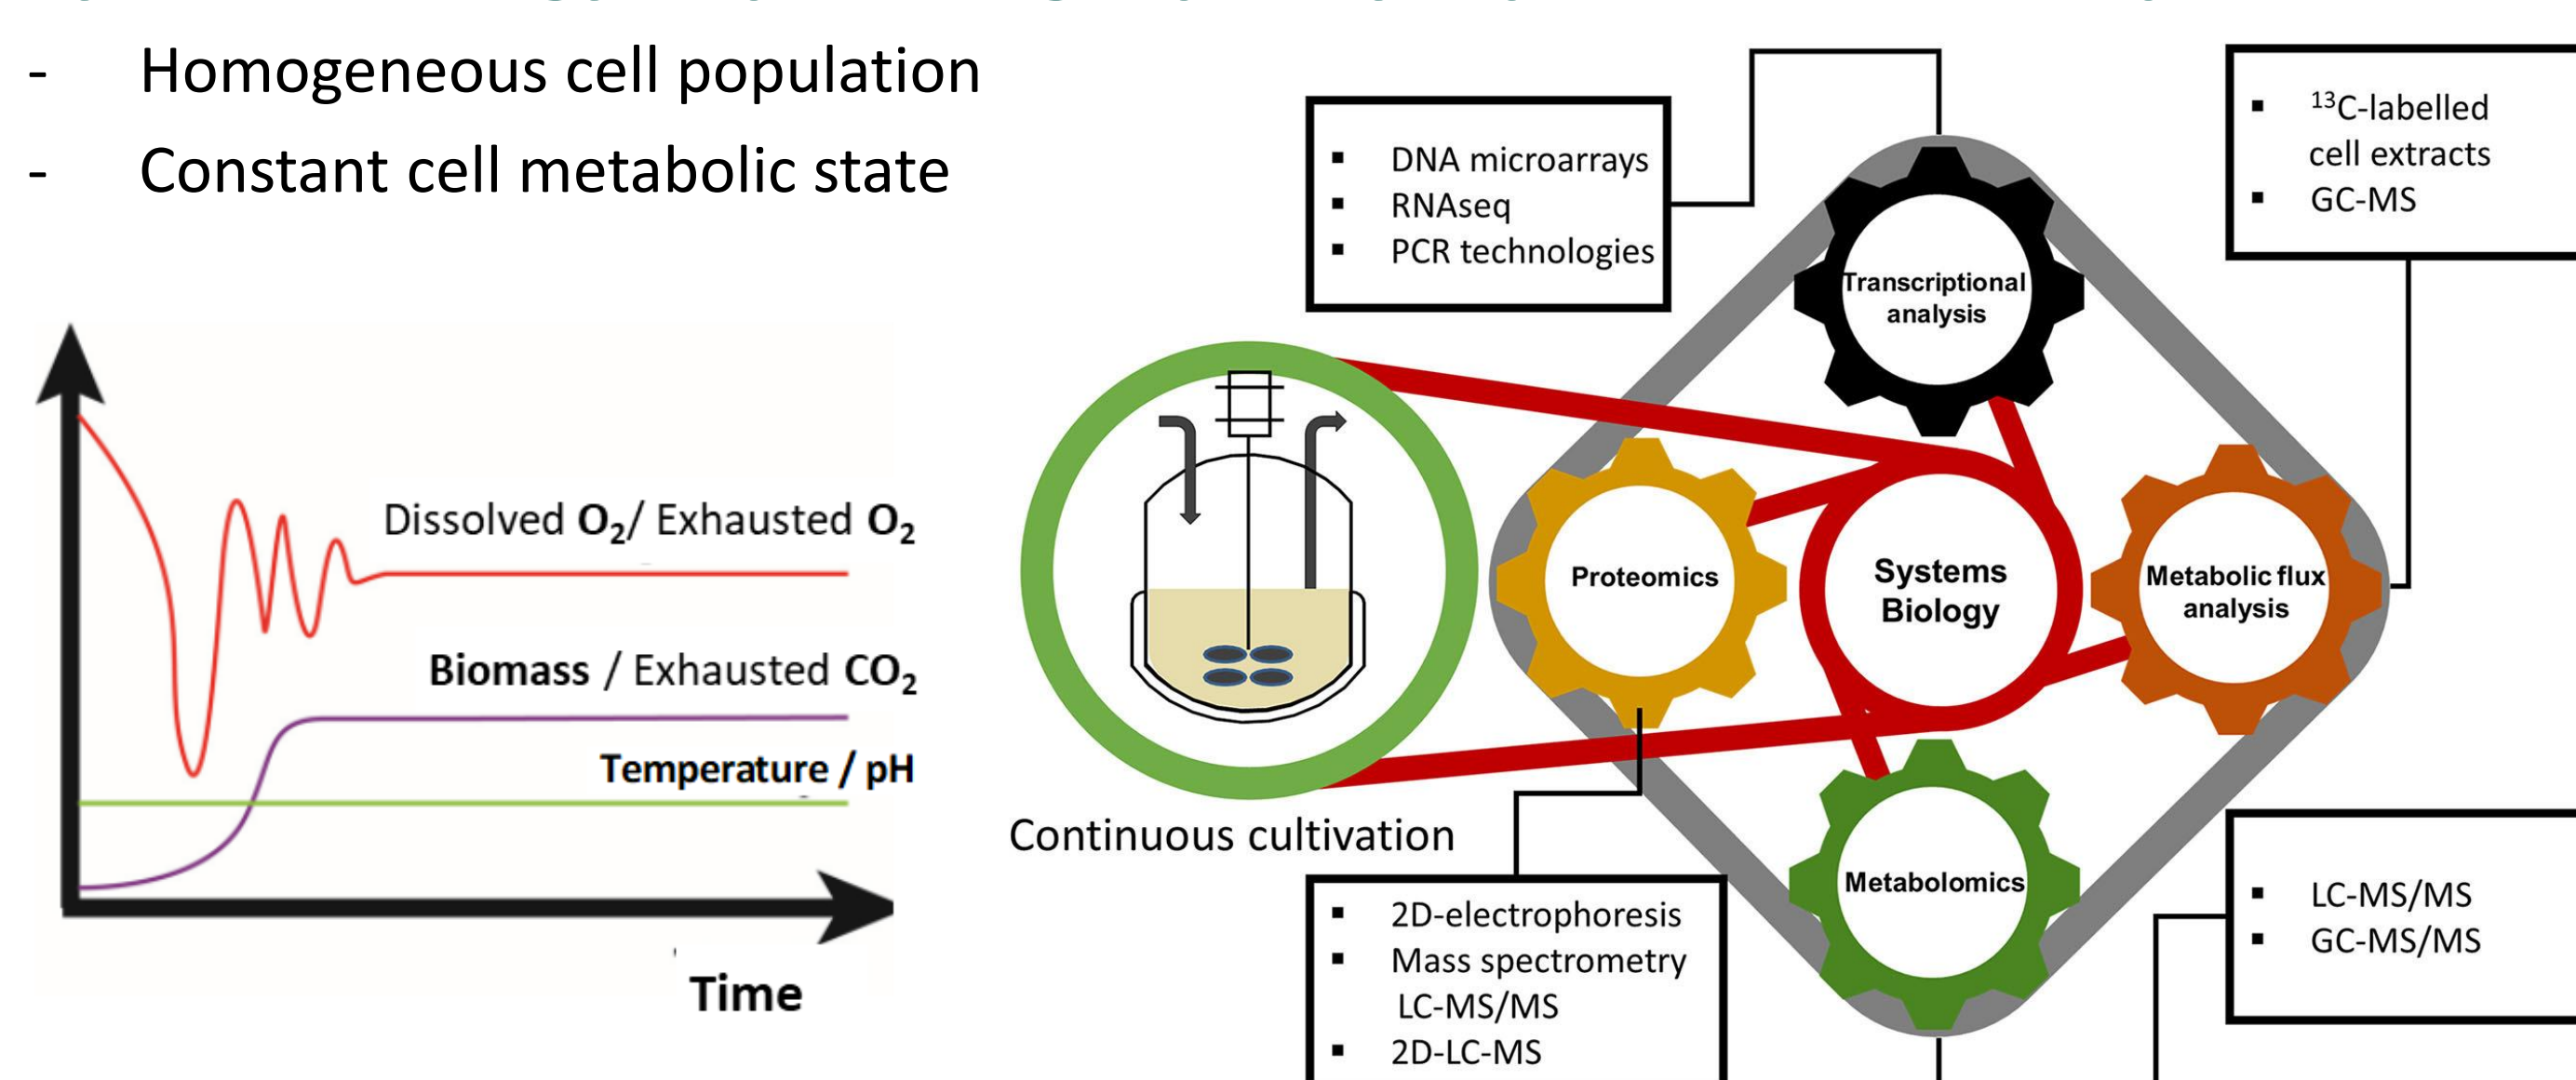 - Homogeneous cell population
- Constant cell metabolic state
Dissolved O₂/ Exhausted O₂
Biomass / Exhausted CO₂
Temperature / pH
Time
▪ DNA microarrays
▪ RNAseq
▪ PCR technologies
▪ ¹³C-labelled
cell extracts
▪ GC-MS
Transcriptional
analysis
Proteomics
Systems
Biology
Metabolic flux
analysis
Metabolomics
Continuous cultivation
▪ 2D-electrophoresis
▪ Mass spectrometry
LC-MS/MS
▪ 2D-LC-MS
▪ LC-MS/MS
▪ GC-MS/MS